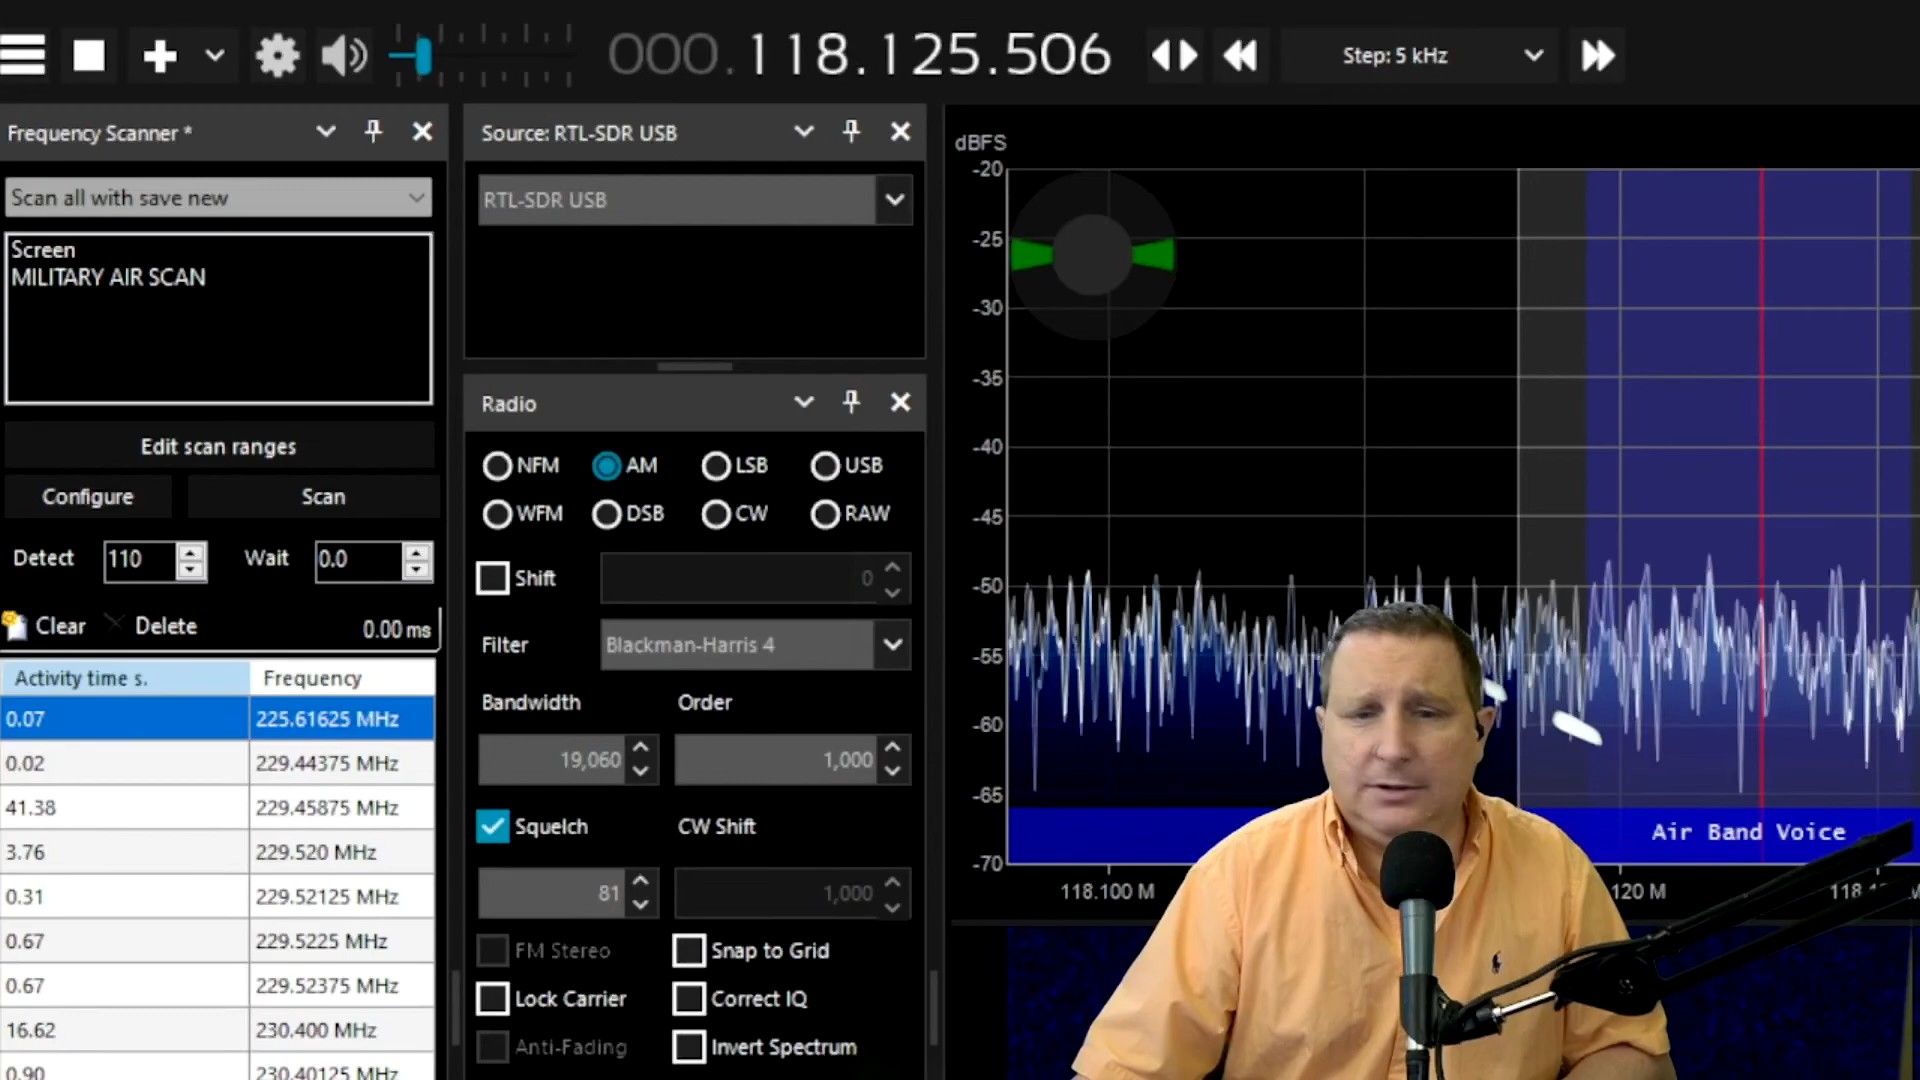 000.118.125.506
Step: 5 kHz
Frequency Scanner *
Scan all with save new
Screen
MILITARY AIR SCAN
Edit scan ranges
Configure
Scan
Detect
110
Wait
0.0
Clear
Delete
0.00 ms
Activity time s.
Frequency
0.07
225.61625 MHz
0.02
229.44375 MHz
41.38
229.45875 MHz
3.76
229.520 MHz
0.31
229.52125 MHz
0.67
229.5225 MHz
0.67
229.52375 MHz
16.62
230.400 MHz
0.90
230.40125 MHz
Source: RTL-SDR USB
RTL-SDR USB
Radio
NFM
AM
LSB
USB
WFM
DSB
CW
RAW
Shift
0
Filter
Blackman-Harris 4
Bandwidth
Order
19,060
1,000
Squelch
CW Shift
81
1,000
FM Stereo
Snap to Grid
Lock Carrier
Correct IQ
Anti-Fading
Invert Spectrum
dBFS
-20
-25
-30
-35
-40
-45
-50
-55
-60
-65
-70
Air Band Voice
118.100 M
120 M